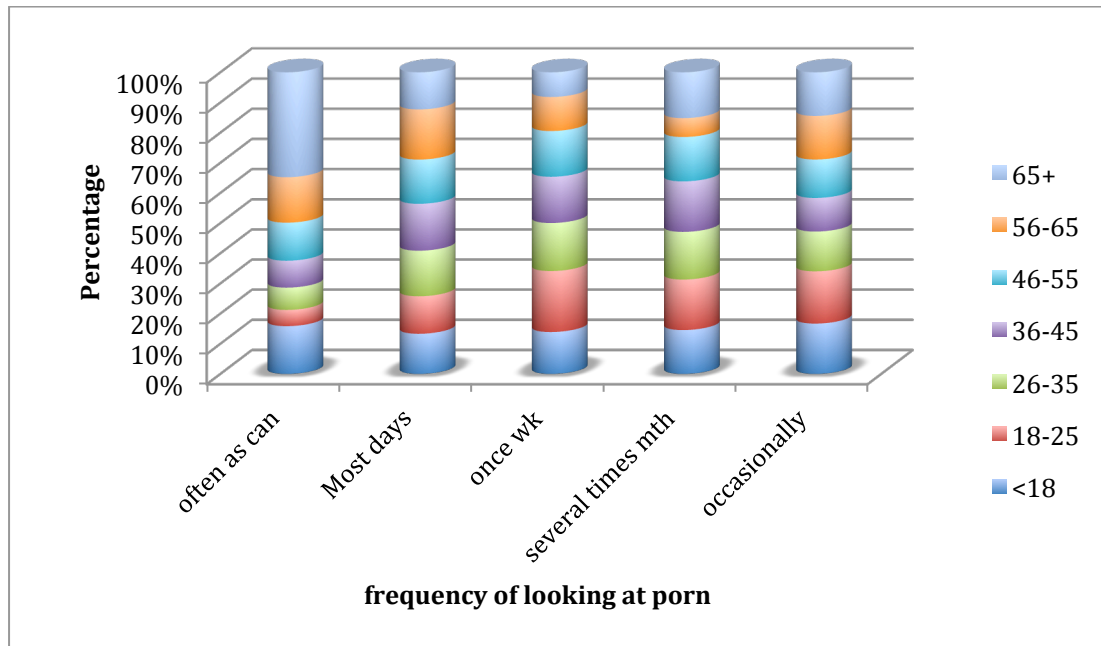 100%
90%
80%
70%
60%
50%
40%
30%
20%
10%
0%
Percentage
often as can
Most days
once wk
several times mth
occasionally
frequency of looking at porn
65+
56-65
46-55
36-45
26-35
18-25
<18